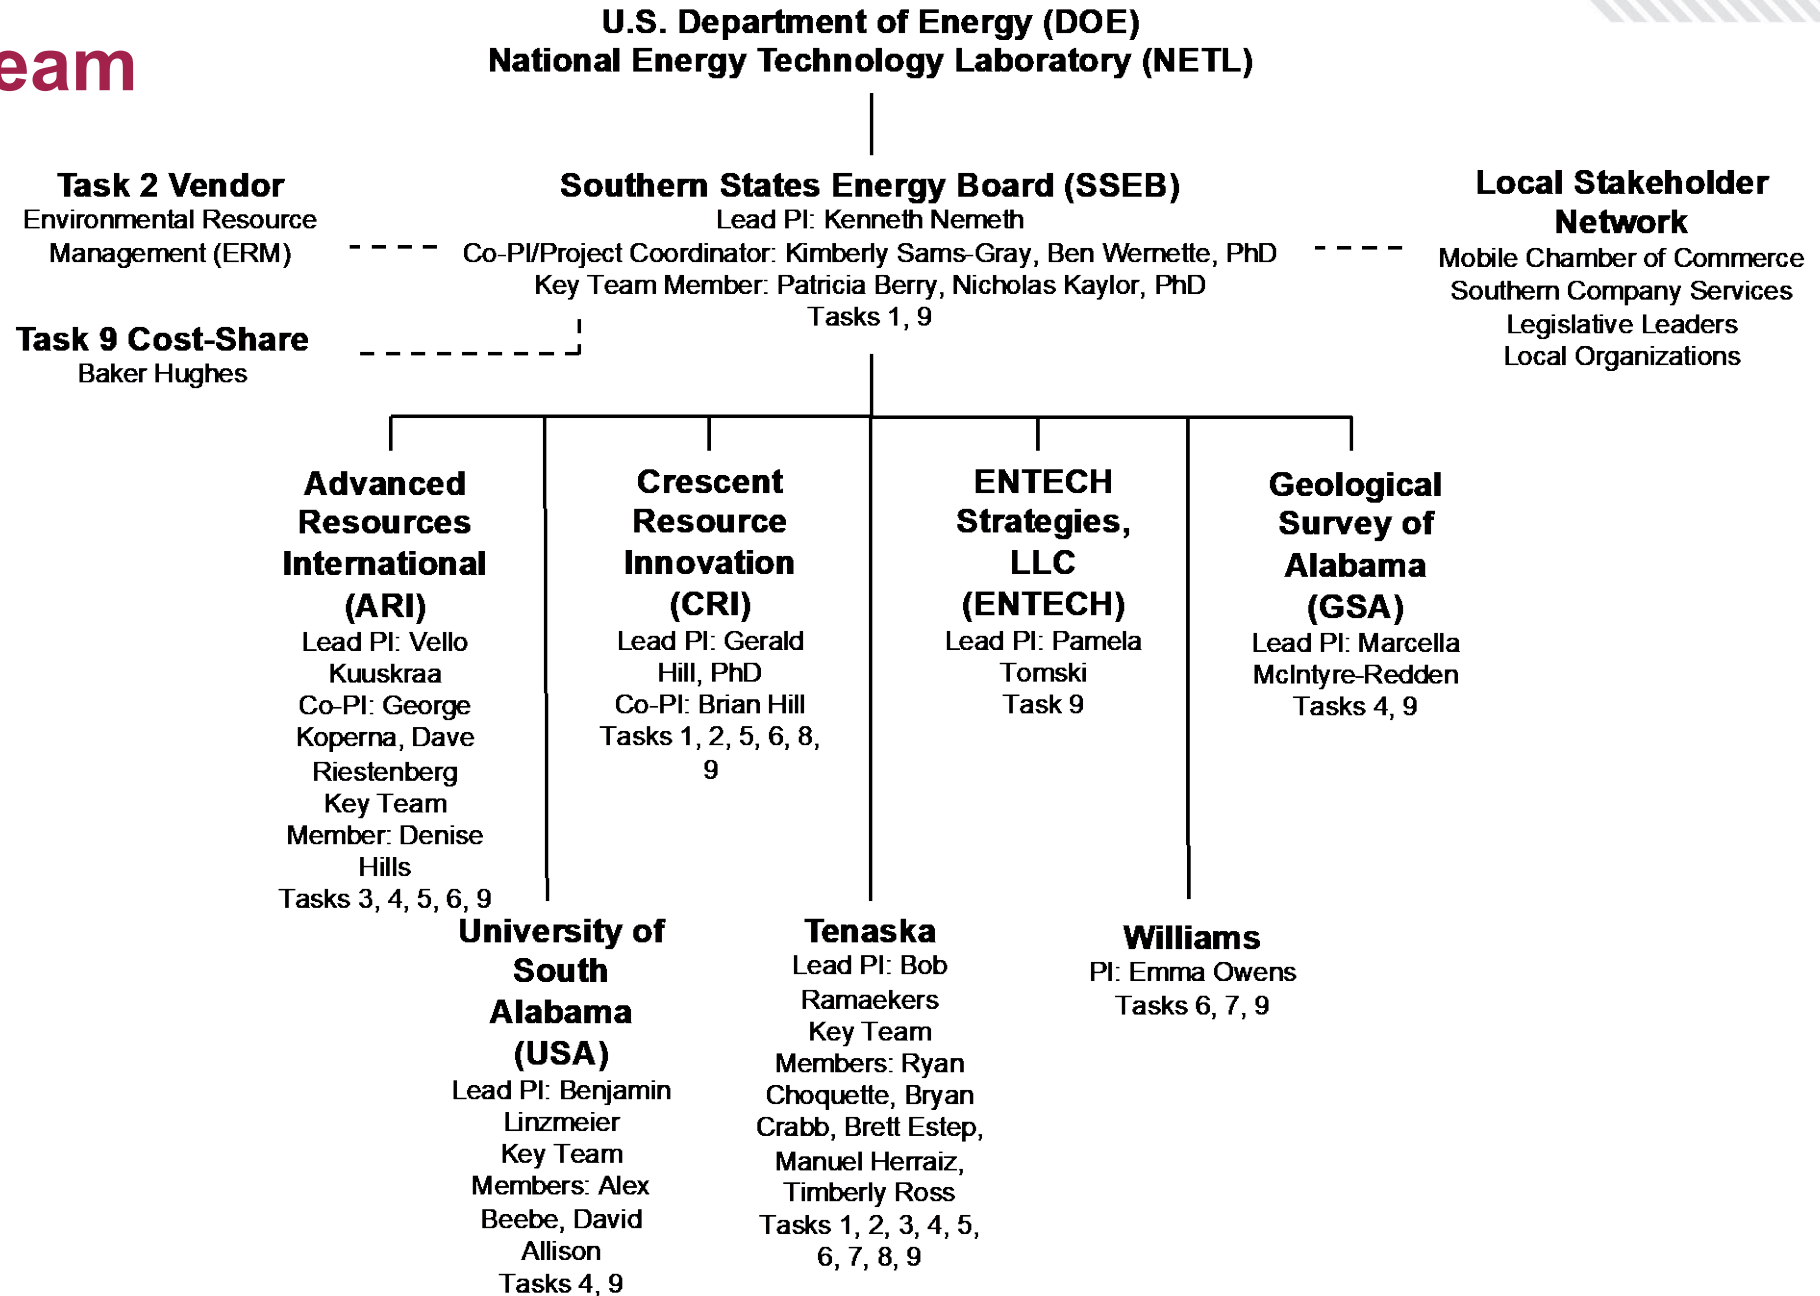 eam
U.S. Department of Energy (DOE)
National Energy Technology Laboratory (NETL)
Task 2 Vendor
Environmental Resource
Management (ERM)
Task 9 Cost-Share
Baker Hughes
Southern States Energy Board (SSEB)
Lead PI: Kenneth Nemeth
Co-PI/Project Coordinator: Kimberly Sams-Gray, Ben Wernette, PhD
Key Team Member: Patricia Berry, Nicholas Kaylor, PhD
Tasks 1, 9
Local Stakeholder
Network
Mobile Chamber of Commerce
Southern Company Services
Legislative Leaders
Local Organizations
Advanced
Resources
International
(ARI)
Lead PI: Vello
Kuuskraa
Co-PI: George
Koperna, Dave
Riestenberg
Key Team
Member: Denise
Hills
Tasks 3, 4, 5, 6, 9
Crescent
Resource
Innovation
(CRI)
Lead PI: Gerald
Hill, PhD
Co-PI: Brian Hill
Tasks 1, 2, 5, 6, 8,
9
ENTECH
Strategies,
LLC
(ENTECH)
Lead PI: Pamela
Tomski
Task 9
Geological
Survey of
Alabama
(GSA)
Lead PI: Marcella
McIntyre-Redden
Tasks 4, 9
University of
South
Alabama
(USA)
Lead PI: Benjamin
Linzmeier
Key Team
Members: Alex
Beebe, David
Allison
Tasks 4, 9
Tenaska
Lead PI: Bob
Ramaekers
Key Team
Members: Ryan
Choquette, Bryan
Crabb, Brett Estep,
Manuel Herraiz,
Timberly Ross
Tasks 1, 2, 3, 4, 5,
6, 7, 8, 9
Williams
PI: Emma Owens
Tasks 6, 7, 9